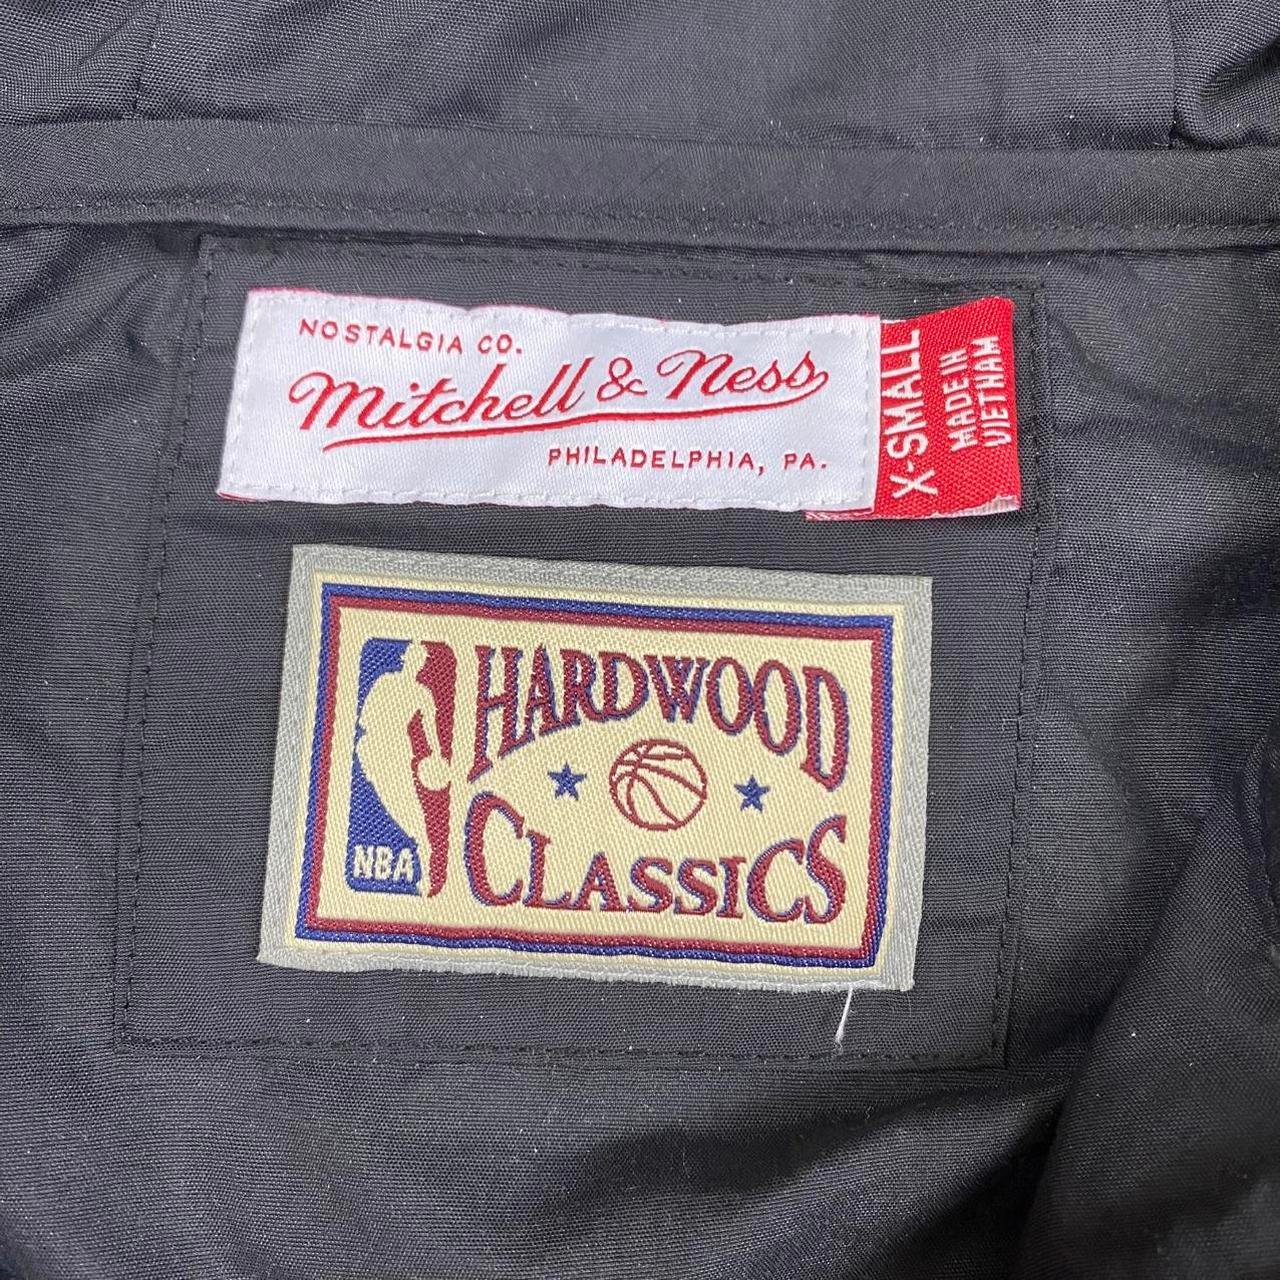 NOSTALGIA CO.
Mitchell & Ness
PHILADELPHIA, PA.
X-SMALL
MADE IN
VIETNAM
HARDWOOD
CLASSICS
NBA